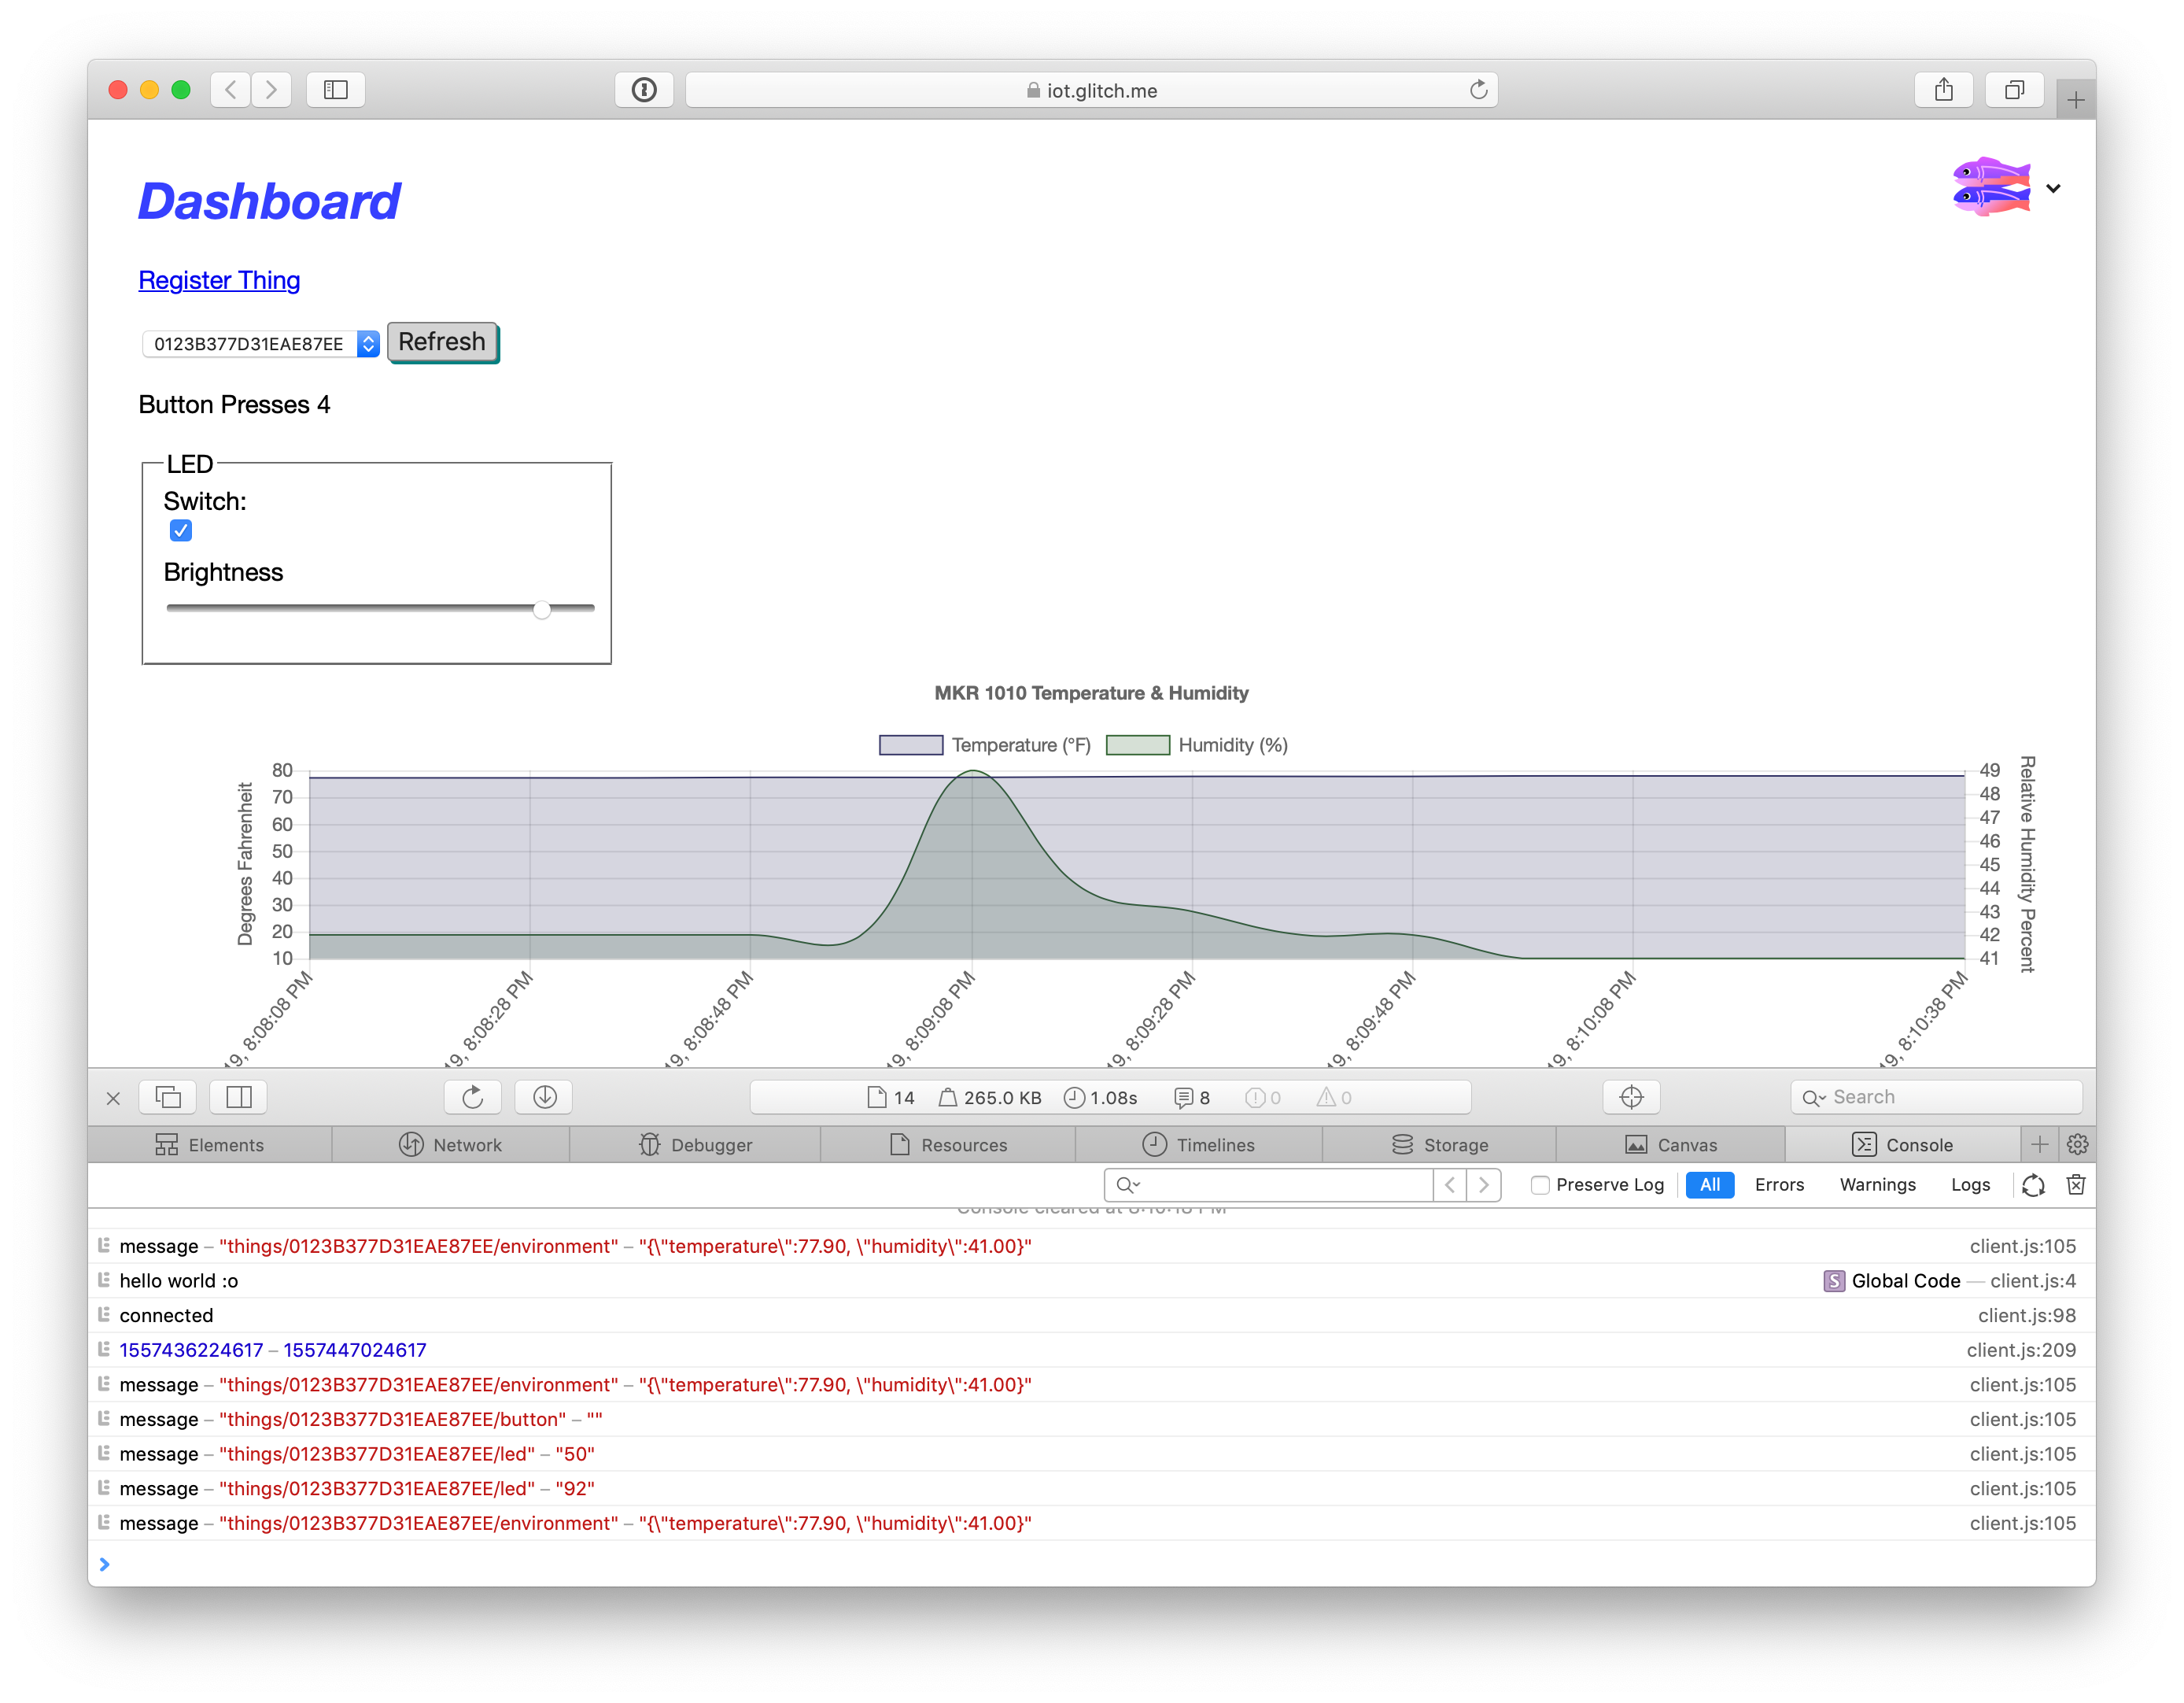 iot.glitch.me
Dashboard
Register Thing
0123B377D31EAE87EE Refresh
Button Presses 4
LED
Switch:
Brightness
MKR 1010 Temperature & Humidity
Temperature (°F) Humidity (%)
Degrees Fahrenheit
80
70
60
50
40
30
20
10
49
48
47
46
45
44
43
42
41
Relative Humidity Percent
19, 8:08:08 PM
19, 8:08:28 PM
19, 8:08:48 PM
19, 8:09:08 PM
19, 8:09:28 PM
19, 8:09:48 PM
19, 8:10:08 PM
19, 8:10:38 PM
14 265.0 KB 1.08s 8 0 0 Search
Elements Network Debugger Resources Timelines Storage Canvas Console
Preserve Log All Errors Warnings Logs
Console cleared at 8:10:18 PM
message – "things/0123B377D31EAE87EE/environment" – "{\"temperature\":77.90, \"humidity\":41.00}" client.js:105
hello world :o S Global Code — client.js:4
connected client.js:98
1557436224617 – 1557447024617 client.js:209
message – "things/0123B377D31EAE87EE/environment" – "{\"temperature\":77.90, \"humidity\":41.00}" client.js:105
message – "things/0123B377D31EAE87EE/button" – "" client.js:105
message – "things/0123B377D31EAE87EE/led" – "50" client.js:105
message – "things/0123B377D31EAE87EE/led" – "92" client.js:105
message – "things/0123B377D31EAE87EE/environment" – "{\"temperature\":77.90, \"humidity\":41.00}" client.js:105